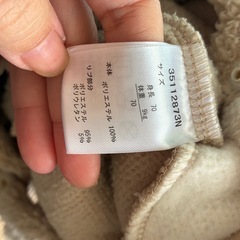 35112873N
サイズ
身長 70
体重 9kg
70
本体 ポリエステル 100%
リブ部分 ポリエステル 95%
ポリウレタン 5%